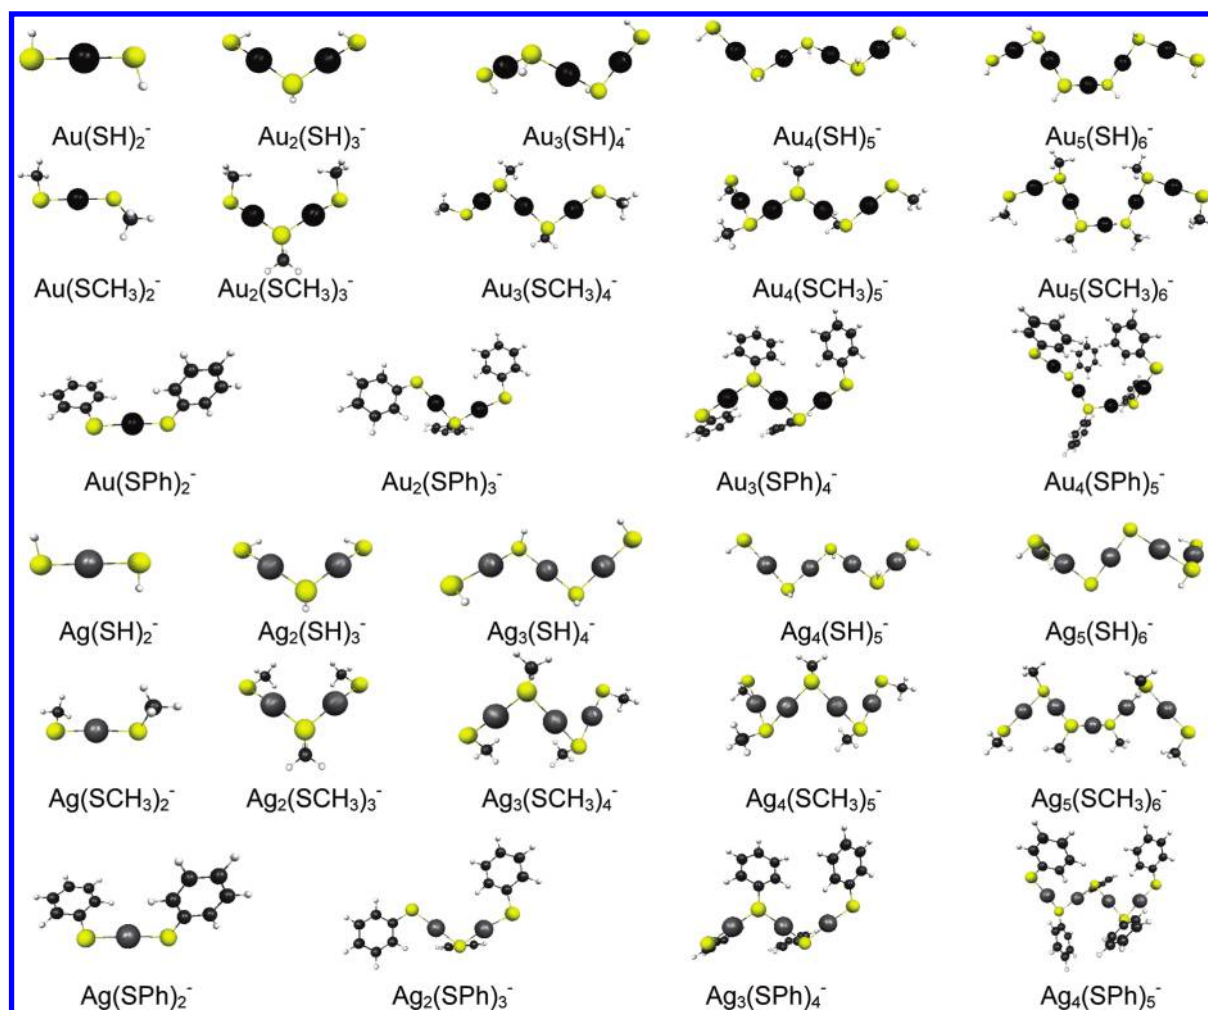 Au(SH)₂⁻ Au₂(SH)₃⁻ Au₃(SH)₄⁻ Au₄(SH)₅⁻ Au₅(SH)₆⁻
Au(SCH₃)₂⁻ Au₂(SCH₃)₃⁻ Au₃(SCH₃)₄⁻ Au₄(SCH₃)₅⁻ Au₅(SCH₃)₆⁻
Au(SPh)₂⁻ Au₂(SPh)₃⁻ Au₃(SPh)₄⁻ Au₄(SPh)₅⁻
Ag(SH)₂⁻ Ag₂(SH)₃⁻ Ag₃(SH)₄⁻ Ag₄(SH)₅⁻ Ag₅(SH)₆⁻
Ag(SCH₃)₂⁻ Ag₂(SCH₃)₃⁻ Ag₃(SCH₃)₄⁻ Ag₄(SCH₃)₅⁻ Ag₅(SCH₃)₆⁻
Ag(SPh)₂⁻ Ag₂(SPh)₃⁻ Ag₃(SPh)₄⁻ Ag₄(SPh)₅⁻